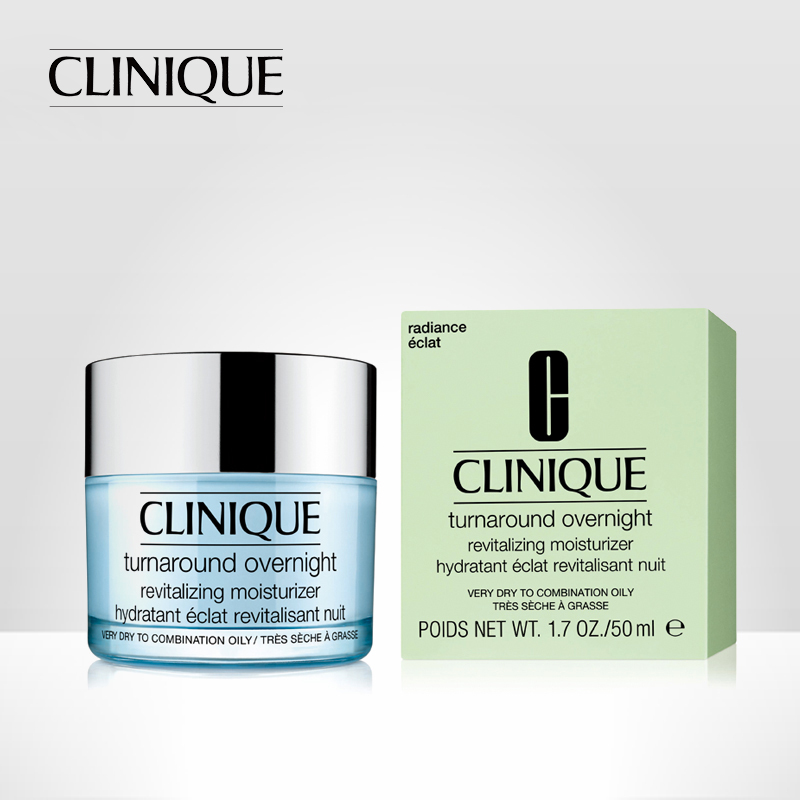 CLINIQUE
CLINIQUE
turnaround overnight
revitalizing moisturizer
hydratant éclat revitalisant nuit
VERY DRY TO COMBINATION OILY/ TRÈS SÈCHE À GRASSE
radiance
éclat
C
CLINIQUE
turnaround overnight
revitalizing moisturizer
hydratant éclat revitalisant nuit
VERY DRY TO COMBINATION OILY
TRÈS SÈCHE À GRASSE
POIDS NET WT. 1.7 OZ./50 ml ℮